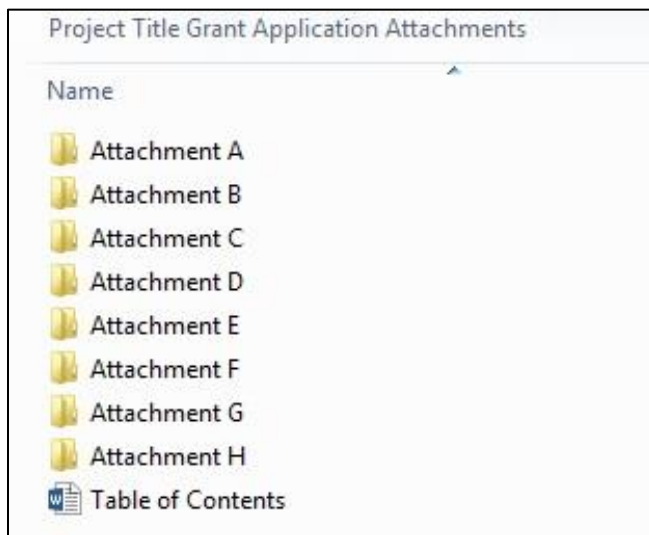 Project Title Grant Application Attachments
Name
Attachment A
Attachment B
Attachment C
Attachment D
Attachment E
Attachment F
Attachment G
Attachment H
Table of Contents